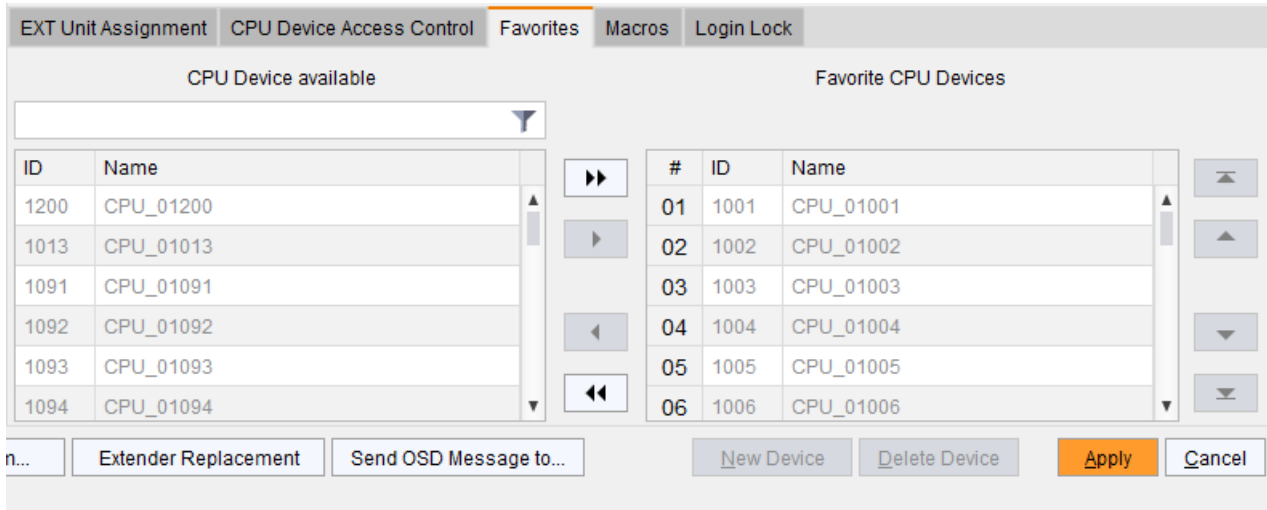 EXT Unit Assignment CPU Device Access Control Favorites Macros Login Lock
CPU Device available Favorite CPU Devices
ID Name # ID Name
1200 CPU_01200 01 1001 CPU_01001
1013 CPU_01013 02 1002 CPU_01002
1091 CPU_01091 03 1003 CPU_01003
1092 CPU_01092 04 1004 CPU_01004
1093 CPU_01093 05 1005 CPU_01005
1094 CPU_01094 06 1006 CPU_01006
n... Extender Replacement Send OSD Message to... New Device Delete Device Apply Cancel